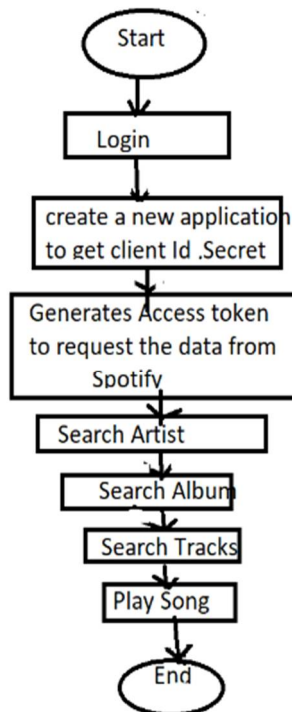 Start
Login
create a new application
to get client Id .Secret
Generates Access token
to request the data from
Spotify
Search Artist
Search Album
Search Tracks
Play Song
End